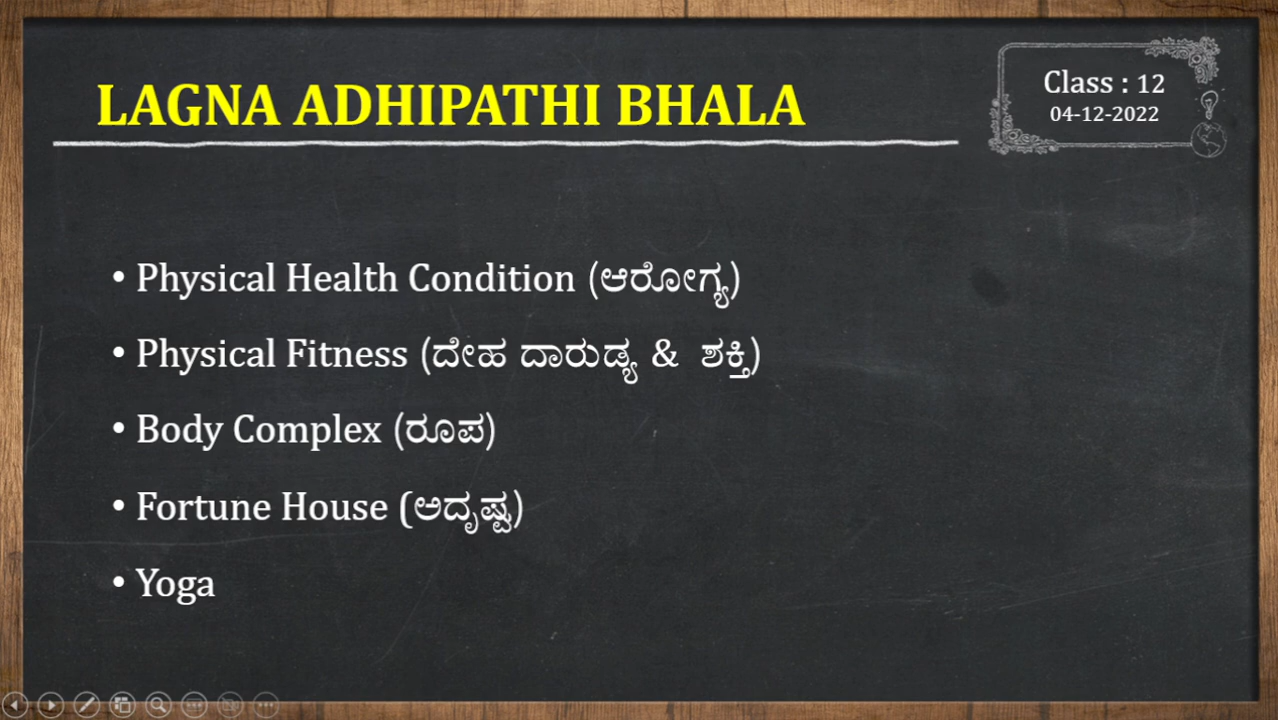 LAGNA ADHIPATHI BHALA
Class : 12
04-12-2022
• Physical Health Condition (ಆರೋಗ್ಯ)
• Physical Fitness (ದೇಹ ದಾರುಡ್ಯ & ಶಕ್ತಿ)
• Body Complex (ರೂಪ)
• Fortune House (ಅದೃಷ್ಟ)
• Yoga